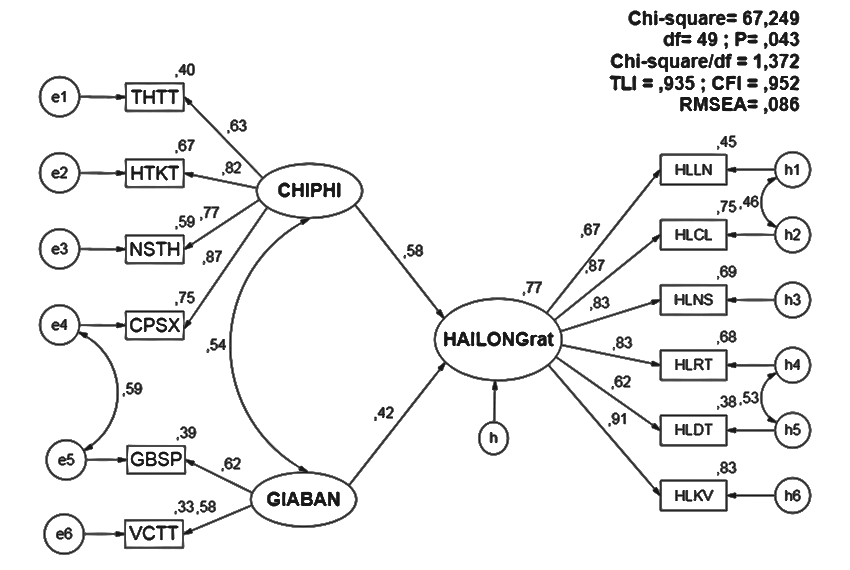 Chi-square= 67,249
df= 49 ; P= ,043
Chi-square/df = 1,372
TLI = ,935 ; CFI = ,952
RMSEA= ,086
,40
e1 THTT
,63
,67
e2 HTKT
,82
CHIPHI
,59 ,77
e3 NSTH
,87
,75
e4 CPSX
,59
,54
,39
e5 GBSP
,62
GIABAN
,33 ,58
e6 VCTT
,58
,42
,77
HAILONGrat
h
,45
HLLN h1
,67
,46
,75
HLCL h2
,87
,69
HLNS h3
,83
,68
HLRT h4
,83
,53
,38
HLDT h5
,62
,83
HLKV h6
,91